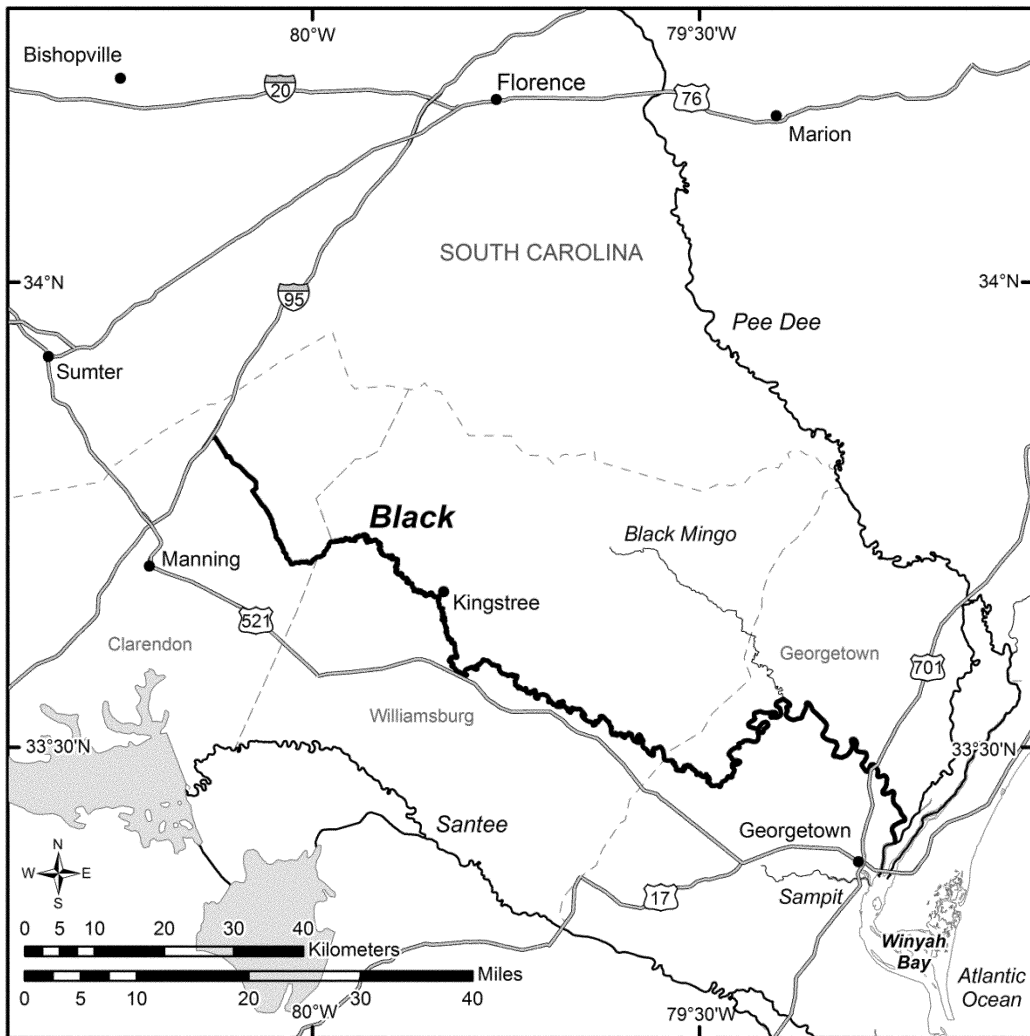 80°W
79°30'W
Bishopville
20
Florence
76
Marion
SOUTH CAROLINA
34°N
34°N
95
Pee Dee
Sumter
Black
Black Mingo
Manning
Kingstree
521
Clarendon
Georgetown
701
Williamsburg
33°30'N
33°30'N
Santee
Georgetown
N
W E
S
17
Sampit
0 5 10 20 30 40
Kilometers
Winyah
Bay
Miles
0 5 10 20 30 40
Atlantic
Ocean
80°W
79°30'W